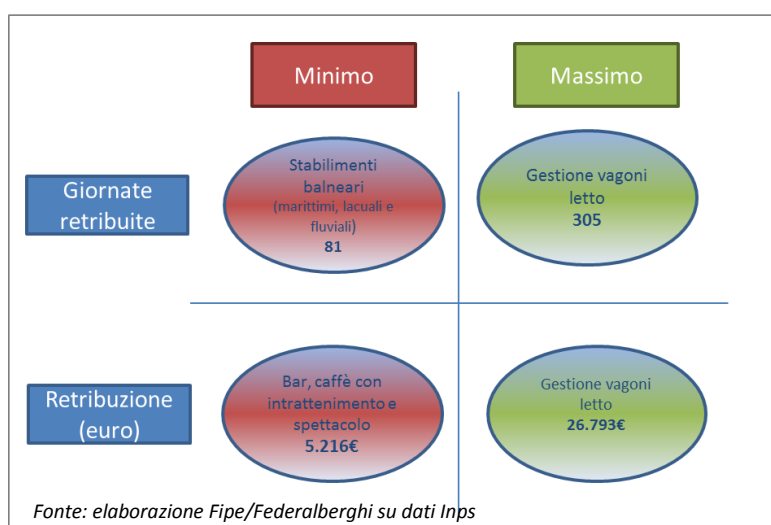 Minimo
Massimo
Giornate
retribuite
Stabilimenti
balneari
(marittimi, lacuali e
fluviali)
81
Gestione vagoni
letto
305
Retribuzione
(euro)
Bar, caffè con
intrattenimento e
spettacolo
5.216€
Gestione vagoni
letto
26.793€
Fonte: elaborazione Fipe/Federalberghi su dati Inps